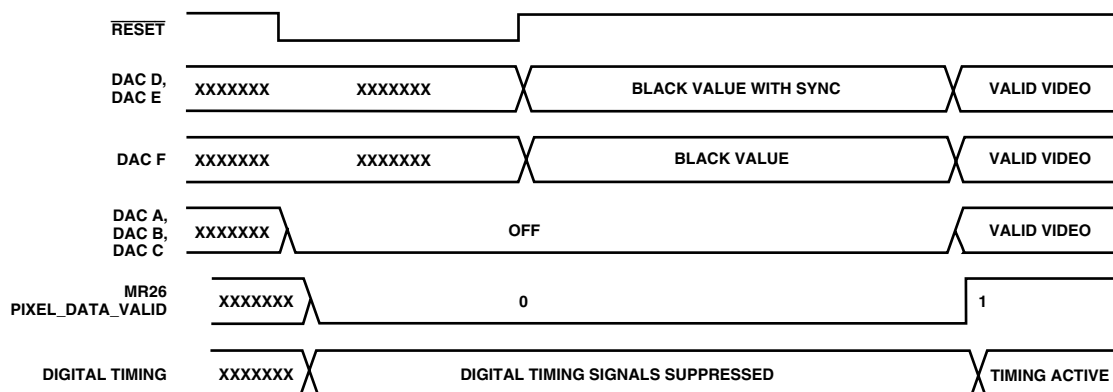 RESET
DAC D,
DAC E
XXXXXXX XXXXXXX BLACK VALUE WITH SYNC VALID VIDEO
DAC F XXXXXXX XXXXXXX BLACK VALUE VALID VIDEO
DAC A,
DAC B,
DAC C
XXXXXXX OFF VALID VIDEO
MR26
PIXEL_DATA_VALID
XXXXXXX 0 1
DIGITAL TIMING XXXXXXX DIGITAL TIMING SIGNALS SUPPRESSED TIMING ACTIVE